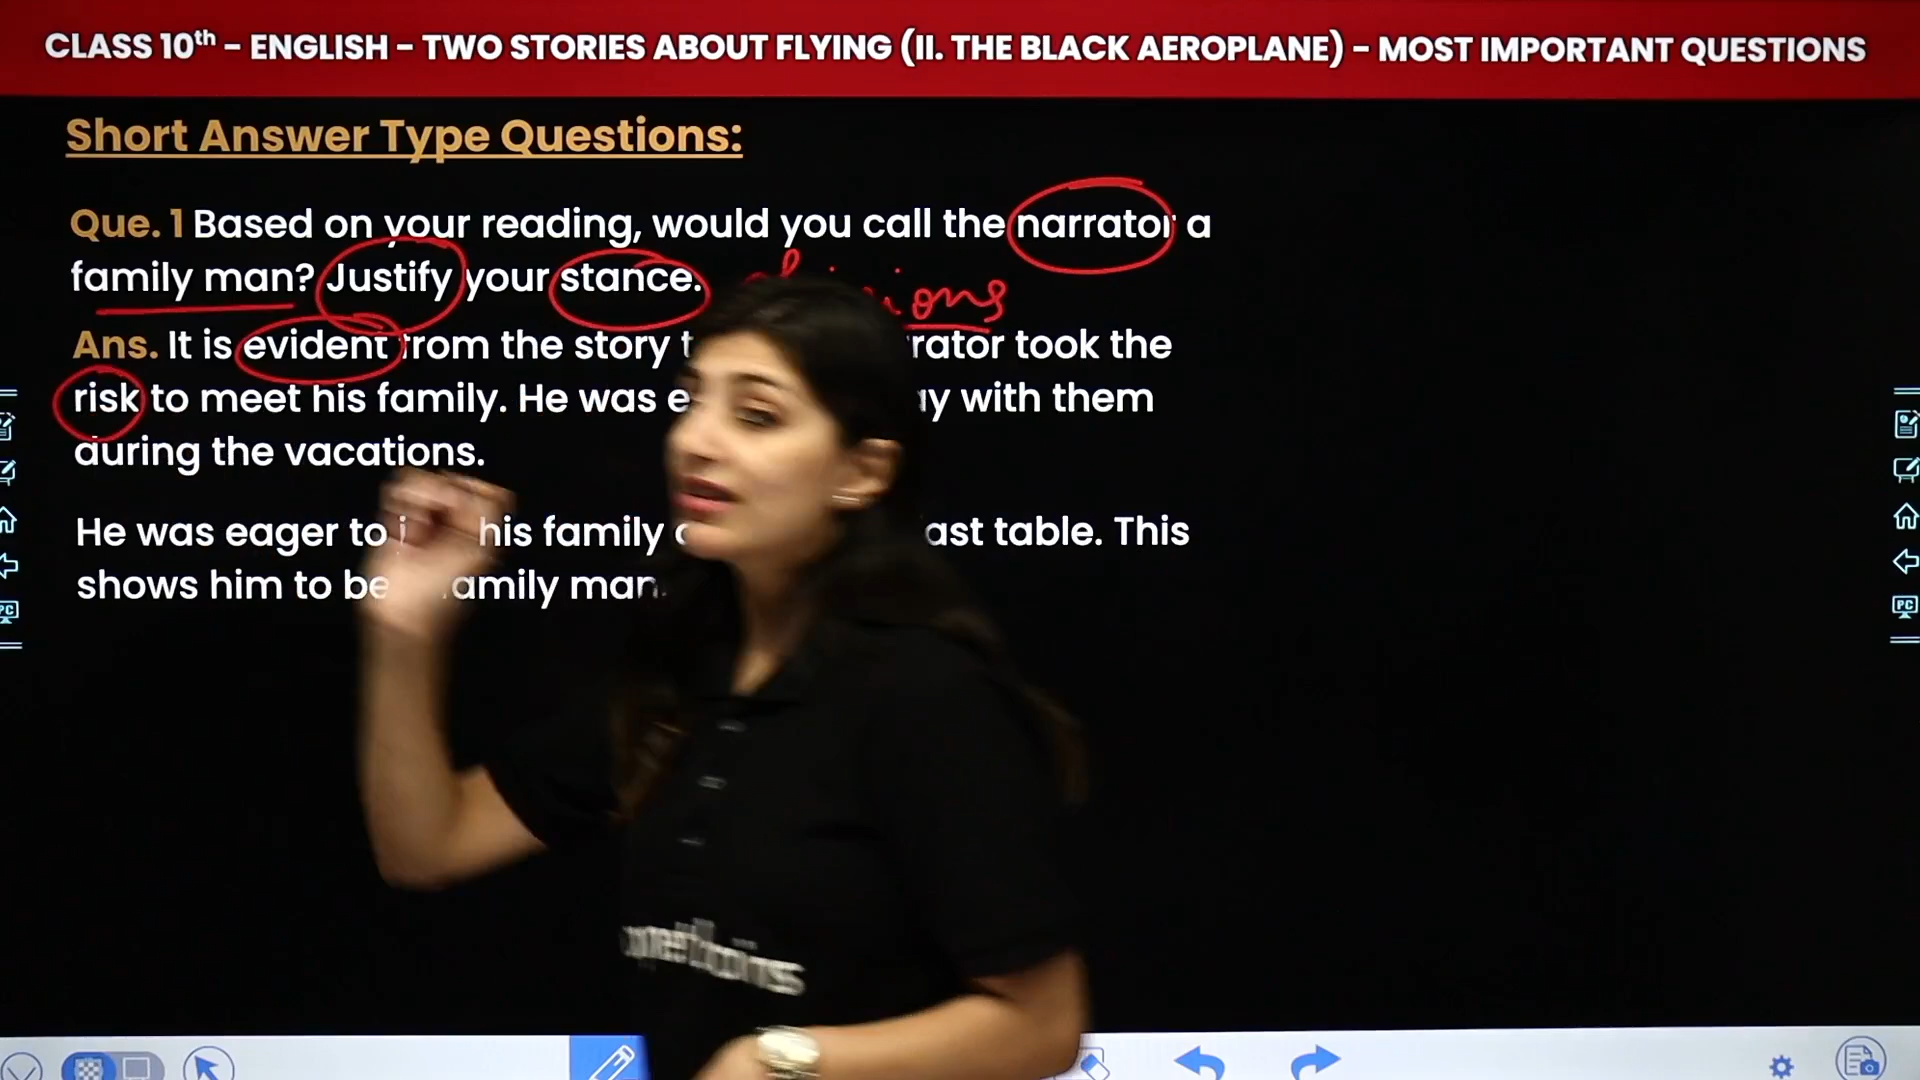 CLASS 10th - ENGLISH - TWO STORIES ABOUT FLYING (II. THE BLACK AEROPLANE) - MOST IMPORTANT QUESTIONS
Short Answer Type Questions:
Que. 1 Based on your reading, would you call the narrator a
family man? Justify your stance.
Ans. It is evident from the story took the
risk to meet his family. He was with them
during the vacations.
He was eager to his family table. This
shows him to be family man.
PC
PC